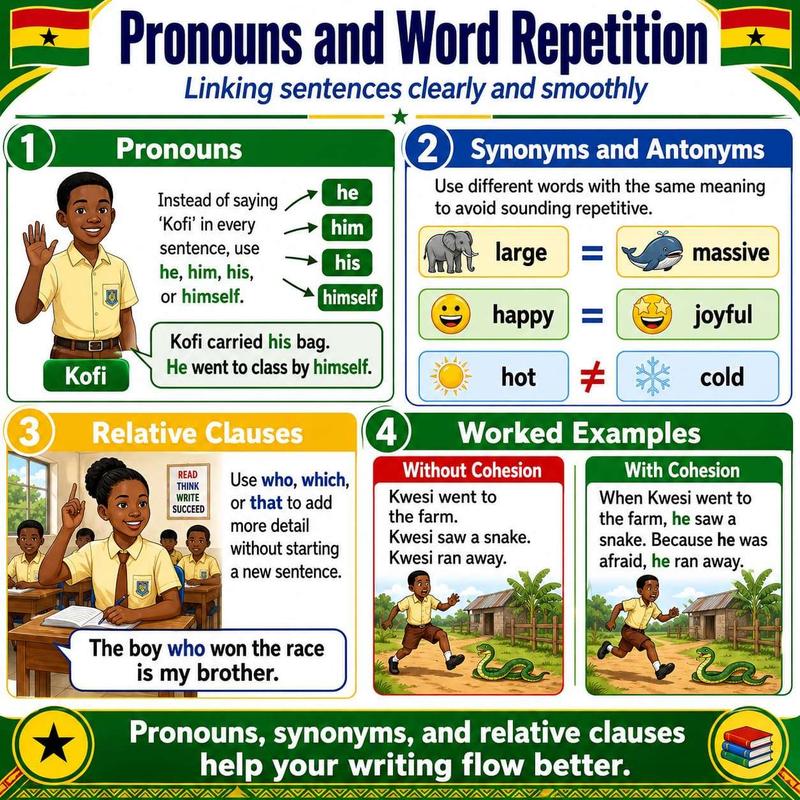 Pronouns and Word Repetition
Linking sentences clearly and smoothly
1
Pronouns
Instead of saying
'Kofi' in every
sentence, use
he, him, his,
or himself.
he
him
his
himself
Kofi carried his bag.
He went to class by himself.
Kofi
2
Synonyms and Antonyms
Use different words with the same meaning
to avoid sounding repetitive.
large = massive
happy = joyful
hot ≠ cold
3
Relative Clauses
READ
THINK
WRITE
SUCCEED
Use who, which,
or that to add
more detail
without starting
a new sentence.
The boy who won the race
is my brother.
4
Worked Examples
Without Cohesion
Kwesi went to
the farm.
Kwesi saw a snake.
Kwesi ran away.
With Cohesion
When Kwesi went to
the farm, he saw a
snake. Because he was
afraid, he ran away.
Pronouns, synonyms, and relative clauses
help your writing flow better.